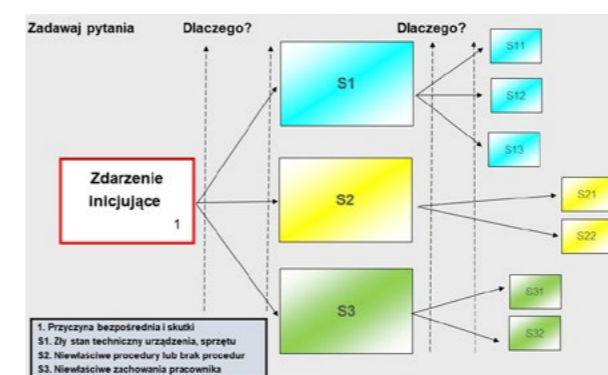 Zadawaj pytania
Dlaczego?
Dlaczego?
Zdarzenie
inicjujące
1
S1
S2
S3
S11
S12
S13
S21
S22
S31
S32
1. Przyczyna bezpośrednia i skutki
S1. Zły stan techniczny urządzenia, sprzętu
S2. Niewłaściwe procedury lub brak procedur
S3. Niewłaściwe zachowania pracownika